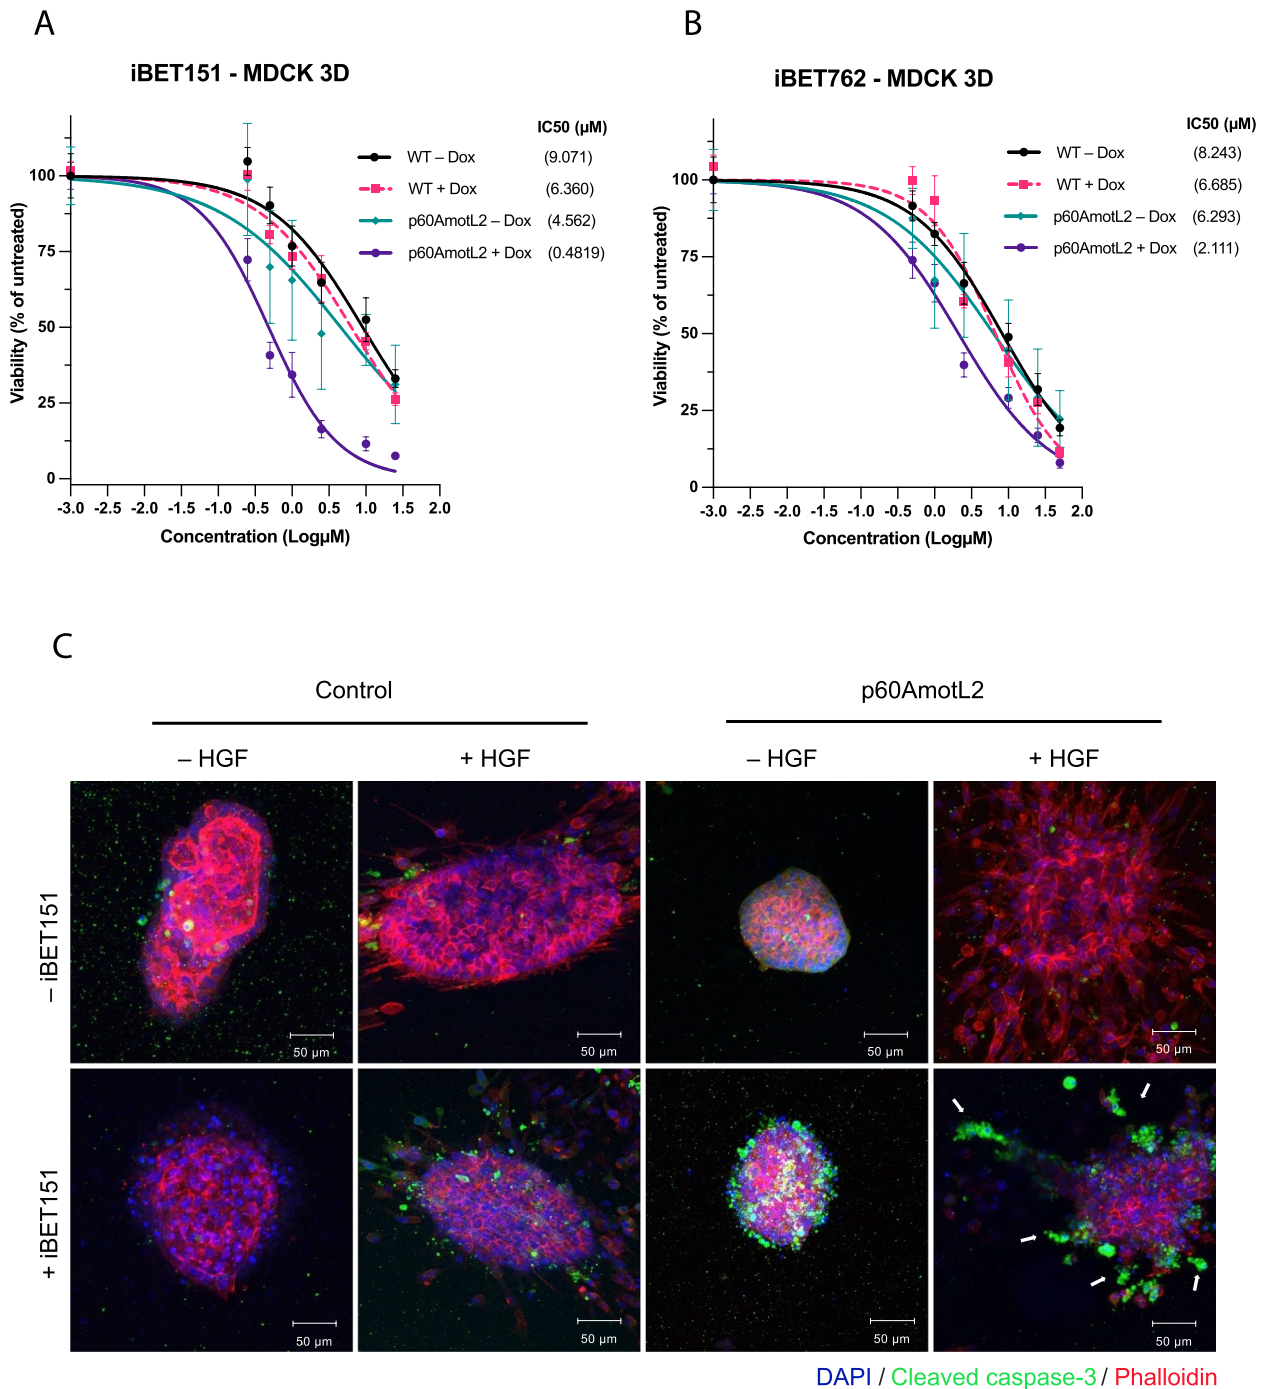 A
iBET151 - MDCK 3D
IC50 (µM)
WT – Dox (9.071)
WT + Dox (6.360)
p60AmotL2 – Dox (4.562)
p60AmotL2 + Dox (0.4819)
Viability (% of untreated)
100
75
50
25
0
-3.0 -2.5 -2.0 -1.5 -1.0 -0.5 0.0 0.5 1.0 1.5 2.0
Concentration (LogµM)
B
iBET762 - MDCK 3D
IC50 (µM)
WT – Dox (8.243)
WT + Dox (6.685)
p60AmotL2 – Dox (6.293)
p60AmotL2 + Dox (2.111)
Viability (% of untreated)
100
75
50
25
0
-3.0 -2.5 -2.0 -1.5 -1.0 -0.5 0.0 0.5 1.0 1.5 2.0
Concentration (LogµM)
C
Control p60AmotL2
– HGF + HGF – HGF + HGF
– iBET151
50 µm 50 µm 50 µm 50 µm
+ iBET151
50 µm 50 µm 50 µm 50 µm
DAPI / Cleaved caspase-3 / Phalloidin